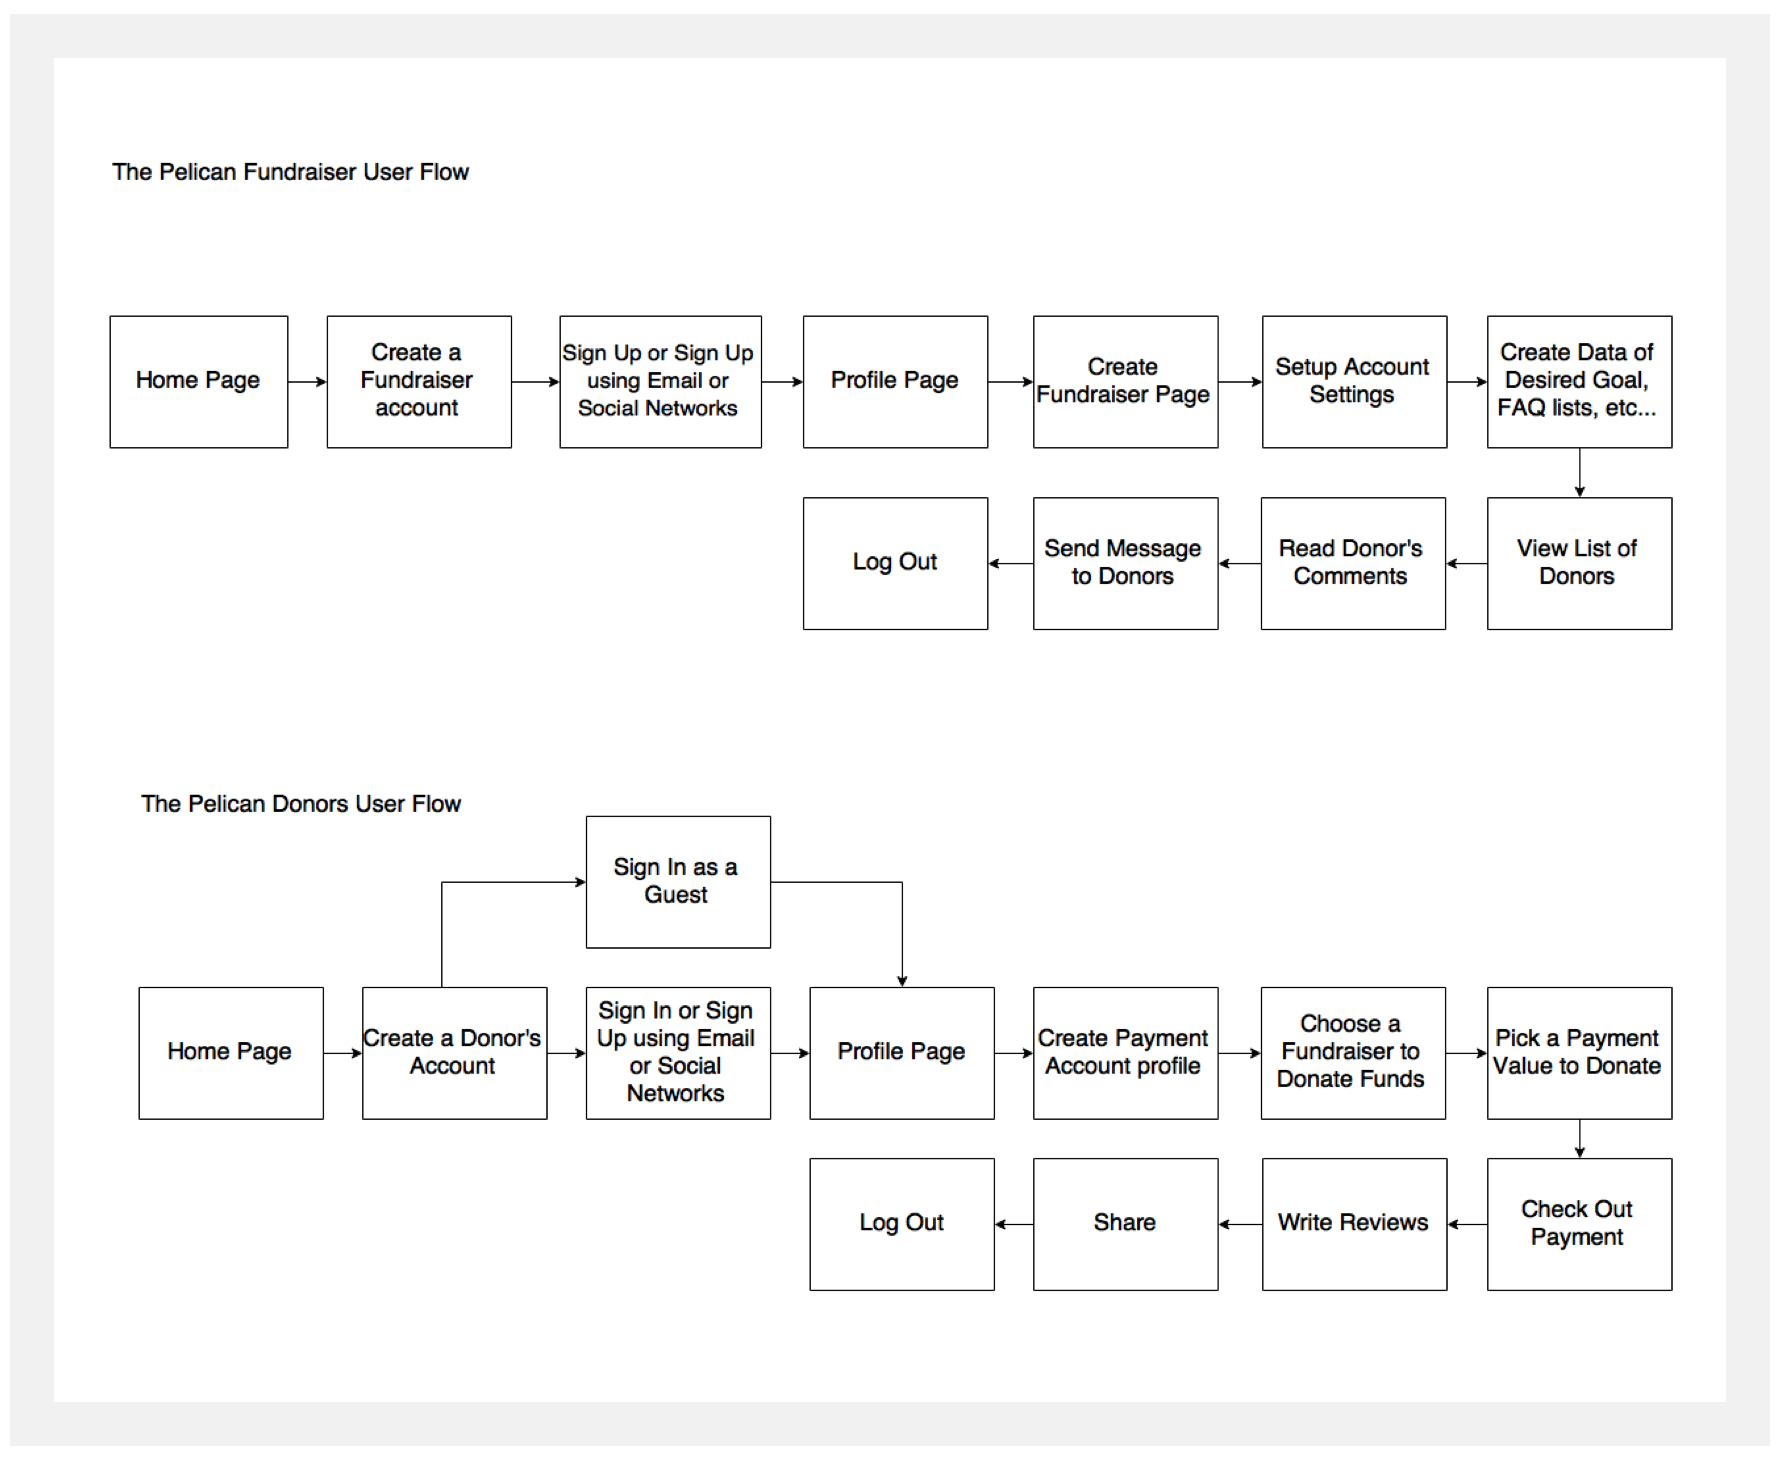 The Pelican Fundraiser User Flow
Home Page
Create a
Fundraiser
account
Sign Up or Sign Up
using Email or
Social Networks
Profile Page
Create
Fundraiser Page
Setup Account
Settings
Create Data of
Desired Goal,
FAQ lists, etc...
View List of
Donors
Read Donor's
Comments
Send Message
to Donors
Log Out
The Pelican Donors User Flow
Home Page
Create a Donor's
Account
Sign In as a
Guest
Sign In or Sign
Up using Email
or Social
Networks
Profile Page
Create Payment
Account profile
Choose a
Fundraiser to
Donate Funds
Pick a Payment
Value to Donate
Check Out
Payment
Write Reviews
Share
Log Out